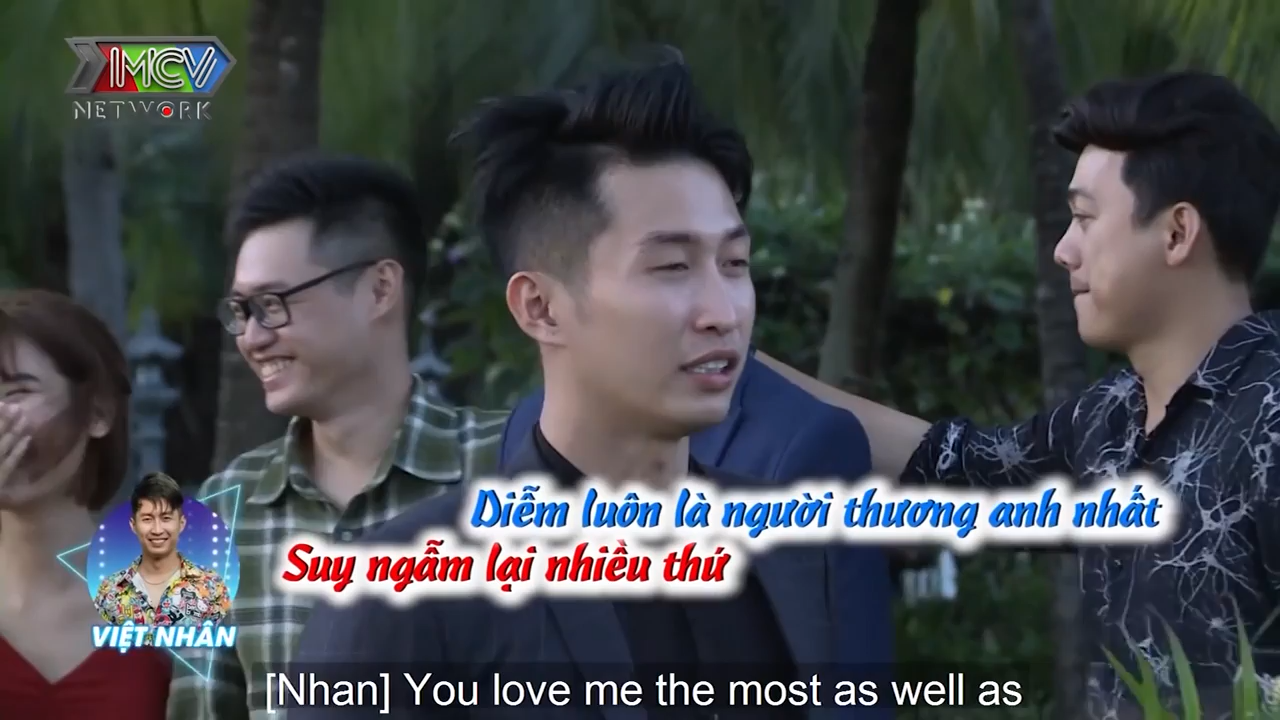 MCV
NETWORK
Diễm luôn là người thương anh nhất
Suy ngẫm lại nhiều thứ
VIỆT NHÂN
[Nhan] You love me the most as well as